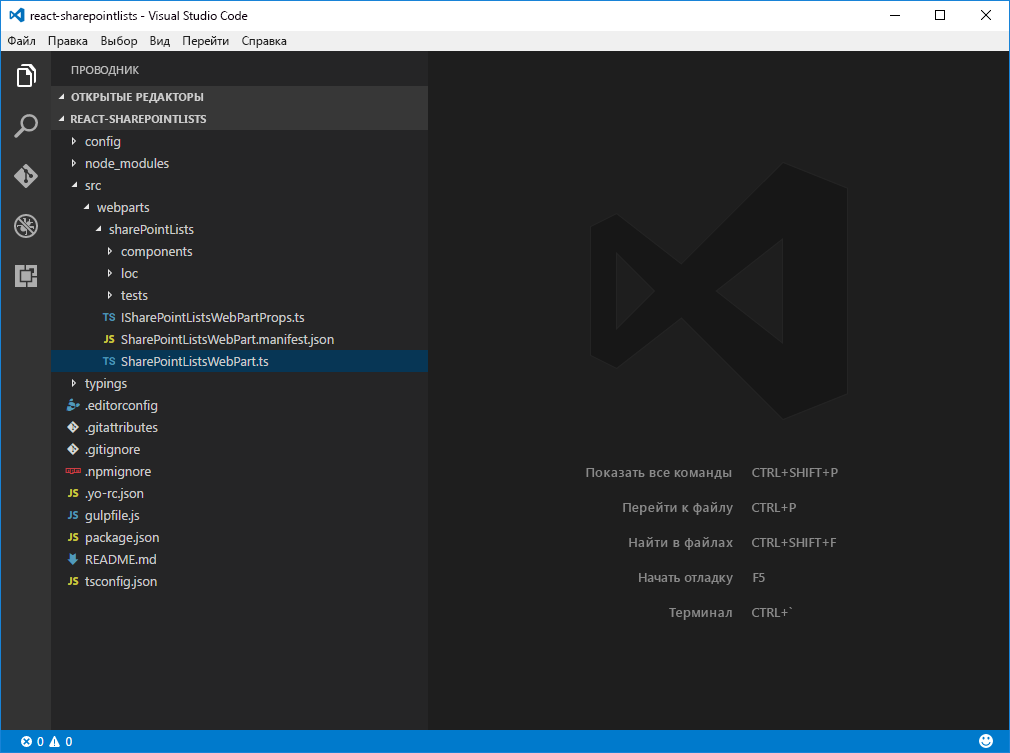 react-sharepointlists - Visual Studio Code
Файл Правка Выбор Вид Перейти Справка
ПРОВОДНИК
ОТКРЫТЫЕ РЕДАКТОРЫ
REACT-SHAREPOINTLISTS
config
node_modules
src
webparts
sharePointLists
components
loc
tests
TS ISharePointListsWebPartProps.ts
JS SharePointListsWebPart.manifest.json
TS SharePointListsWebPart.ts
typings
.editorconfig
.gitattributes
.gitignore
npm .npmignore
JS .yo-rc.json
JS gulpfile.js
JS package.json
README.md
JS tsconfig.json
Показать все команды CTRL+SHIFT+P
Перейти к файлу CTRL+P
Найти в файлах CTRL+SHIFT+F
Начать отладку F5
Терминал CTRL+`
0 0